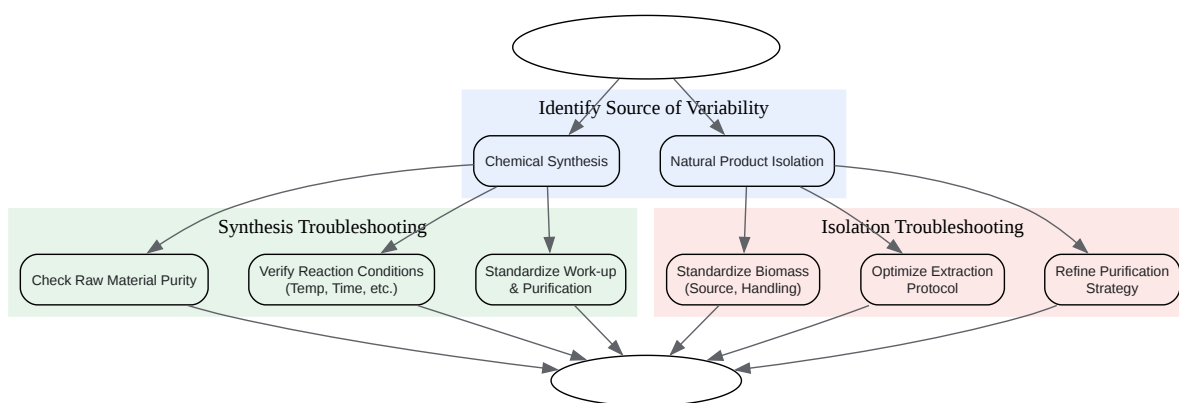 Identify Source of Variability
Chemical Synthesis
Natural Product Isolation
Synthesis Troubleshooting
Isolation Troubleshooting
Check Raw Material Purity
Verify Reaction Conditions
(Temp, Time, etc.)
Standardize Work-up
& Purification
Standardize Biomass
(Source, Handling)
Optimize Extraction
Protocol
Refine Purification
Strategy